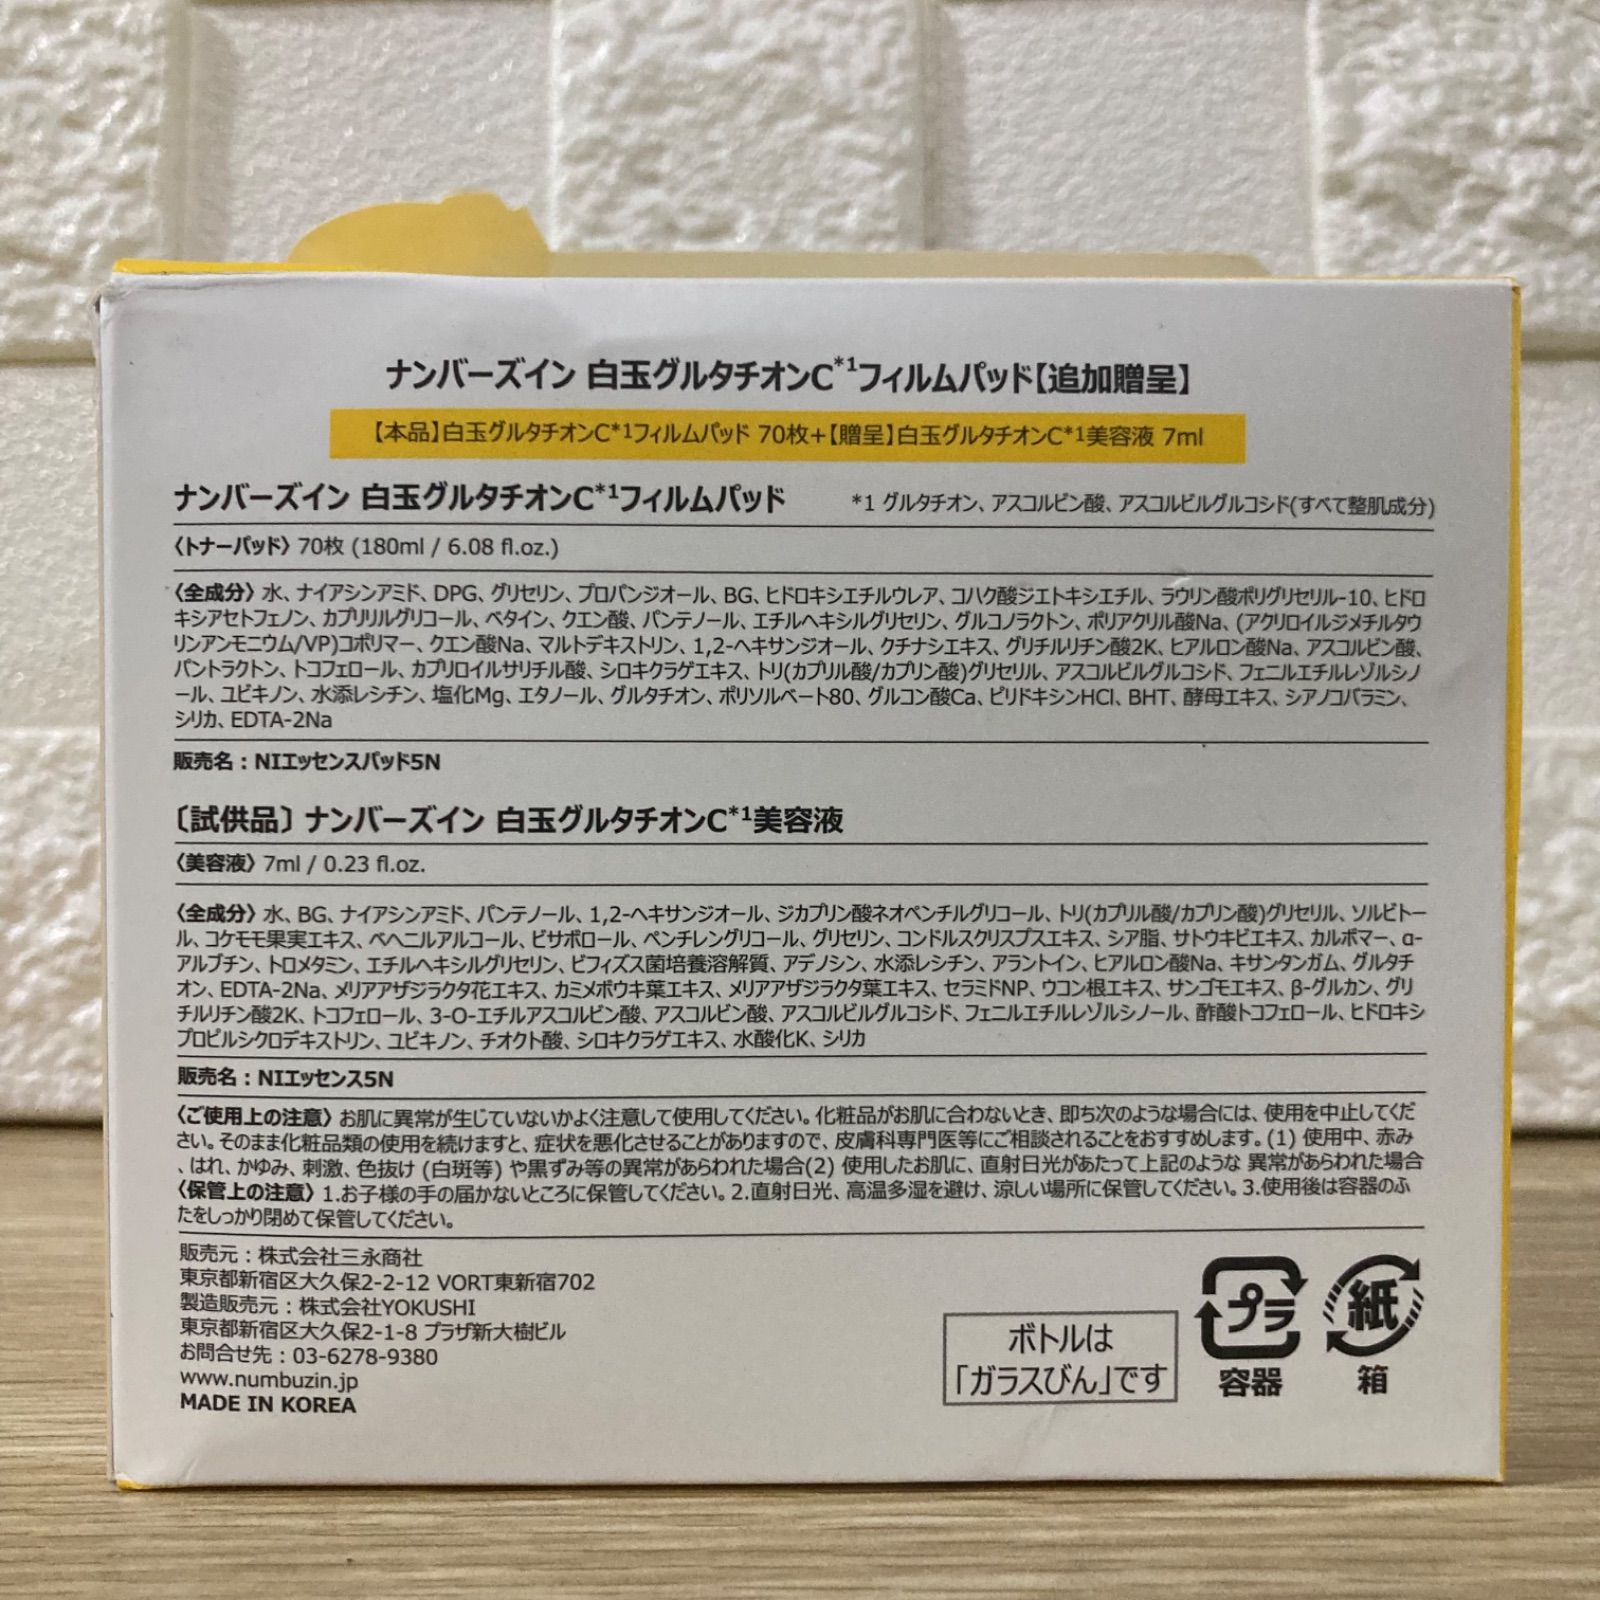 ナンバーズイン 白玉グルタチオンC*1フィルムパッド【追加贈呈】
【本品】白玉グルタチオンC*1フィルムパッド 70枚+【贈呈】白玉グルタチオンC*1美容液 7ml
ナンバーズイン 白玉グルタチオンC*1フィルムパッド *1 グルタチオン、アスコルビン酸、アスコルビルグルコシド(すべて整肌成分)
〈トナーパッド〉 70枚 (180ml / 6.08 fl.oz.)
〈全成分〉 水、ナイアシンアミド、DPG、グリセリン、プロパンジオール、BG、ヒドロキシエチルウレア、コハク酸ジエトキシエチル、ラウリン酸ポリグリセリル-10、ヒドロ
キシアセトフェノン、カプリリルグリコール、ベタイン、クエン酸、パンテノール、エチルヘキシルグリセリン、グルコノラクトン、ポリアクリル酸Na、(アクリロイルジメチルタウ
リンアンモニウム/VP)コポリマー、クエン酸Na、マルトデキストリン、1,2-ヘキサンジオール、クチナシエキス、グリチルリチン酸2K、ヒアルロン酸Na、アスコルビン酸、
パントラクトン、トコフェロール、カプリロイルサリチル酸、シロキクラゲエキス、トリ(カプリル酸/カプリン酸)グリセリル、アスコルビルグルコシド、フェニルエチルレゾルシノ
ール、ユビキノン、水添レシチン、塩化Mg、エタノール、グルタチオン、ポリソルベート80、グルコン酸Ca、ピリドキシンHCl、BHT、酵母エキス、シアノコバラミン、
シリカ、EDTA-2Na
販売名：NIエッセンスパッド5N
〔試供品〕ナンバーズイン 白玉グルタチオンC*1美容液
〈美容液〉 7ml / 0.23 fl.oz.
〈全成分〉 水、BG、ナイアシンアミド、パンテノール、1,2-ヘキサンジオール、ジカプリン酸ネオペンチルグリコール、トリ(カプリル酸/カプリン酸)グリセリル、ソルビトー
ル、コケモモ果実エキス、ベヘニルアルコール、ビサボロール、ペンチレングリコール、グリセリン、コンドルスクリスプスエキス、シア脂、サトウキビエキス、カルボマー、α-
アルブチン、トロメタミン、エチルヘキシルグリセリン、ビフィズス菌培養溶解質、アデノシン、水添レシチン、アラントイン、ヒアルロン酸Na、キサンタンガム、グルタチ
オン、EDTA-2Na、メリアアザジラクタ花エキス、カミメボウキ葉エキス、メリアアザジラクタ葉エキス、セラミドNP、ウコン根エキス、サンゴモエキス、β-グルカン、グリ
チルリチン酸2K、トコフェロール、3-O-エチルアスコルビン酸、アスコルビン酸、アスコルビルグルコシド、フェニルエチルレゾルシノール、酢酸トコフェロール、ヒドロキシ
プロピルシクロデキストリン、ユビキノン、チオクト酸、シロキクラゲエキス、水酸化K、シリカ
販売名：NIエッセンス5N
〈ご使用上の注意〉 お肌に異常が生じていないかよく注意して使用してください。化粧品がお肌に合わないとき、即ち次のような場合には、使用を中止してくだ
さい。そのまま化粧品類の使用を続けますと、症状を悪化させることがありますので、皮膚科専門医等にご相談されることをおすすめします。(1) 使用中、赤み
、はれ、かゆみ、刺激、色抜け (白斑等) や黒ずみ等の異常があらわれた場合(2) 使用したお肌に、直射日光があたって上記のような 異常があらわれた場合
〈保管上の注意〉 1.お子様の手の届かないところに保管してください。2.直射日光、高温多湿を避け、涼しい場所に保管してください。3.使用後は容器のふ
たをしっかり閉めて保管してください。
販売元：株式会社三永商社
東京都新宿区大久保2-2-12 VORT東新宿702
製造販売元：株式会社YOKUSHI
東京都新宿区大久保2-1-8 プラザ新大樹ビル
お問合せ先：03-6278-9380
www.numbuzin.jp
MADE IN KOREA
ボトルは
「ガラスびん」です
プラ
容器
紙
箱